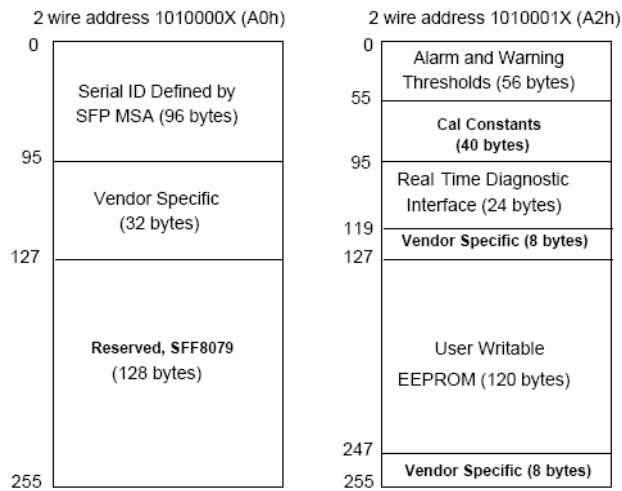 2 wire address 1010000X (A0h)
0
Serial ID Defined by
SFP MSA (96 bytes)
95
Vendor Specific
(32 bytes)
127
Reserved, SFF8079
(128 bytes)
255
2 wire address 1010001X (A2h)
0
Alarm and Warning
Thresholds (56 bytes)
55
Cal Constants
(40 bytes)
95
Real Time Diagnostic
Interface (24 bytes)
119
Vendor Specific (8 bytes)
127
User Writable
EEPROM (120 bytes)
247
Vendor Specific (8 bytes)
255